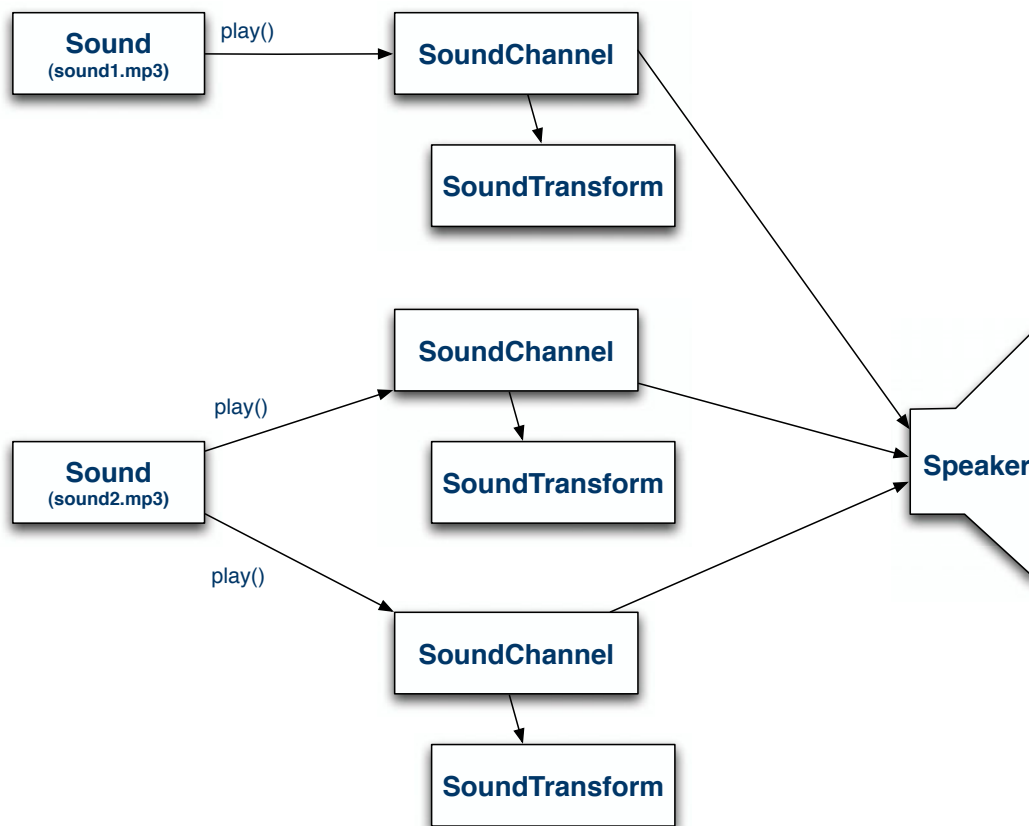 Sound
(sound1.mp3)
play()
SoundChannel
SoundTransform
SoundChannel
play()
Sound
(sound2.mp3)
SoundTransform
Speaker
play()
SoundChannel
SoundTransform